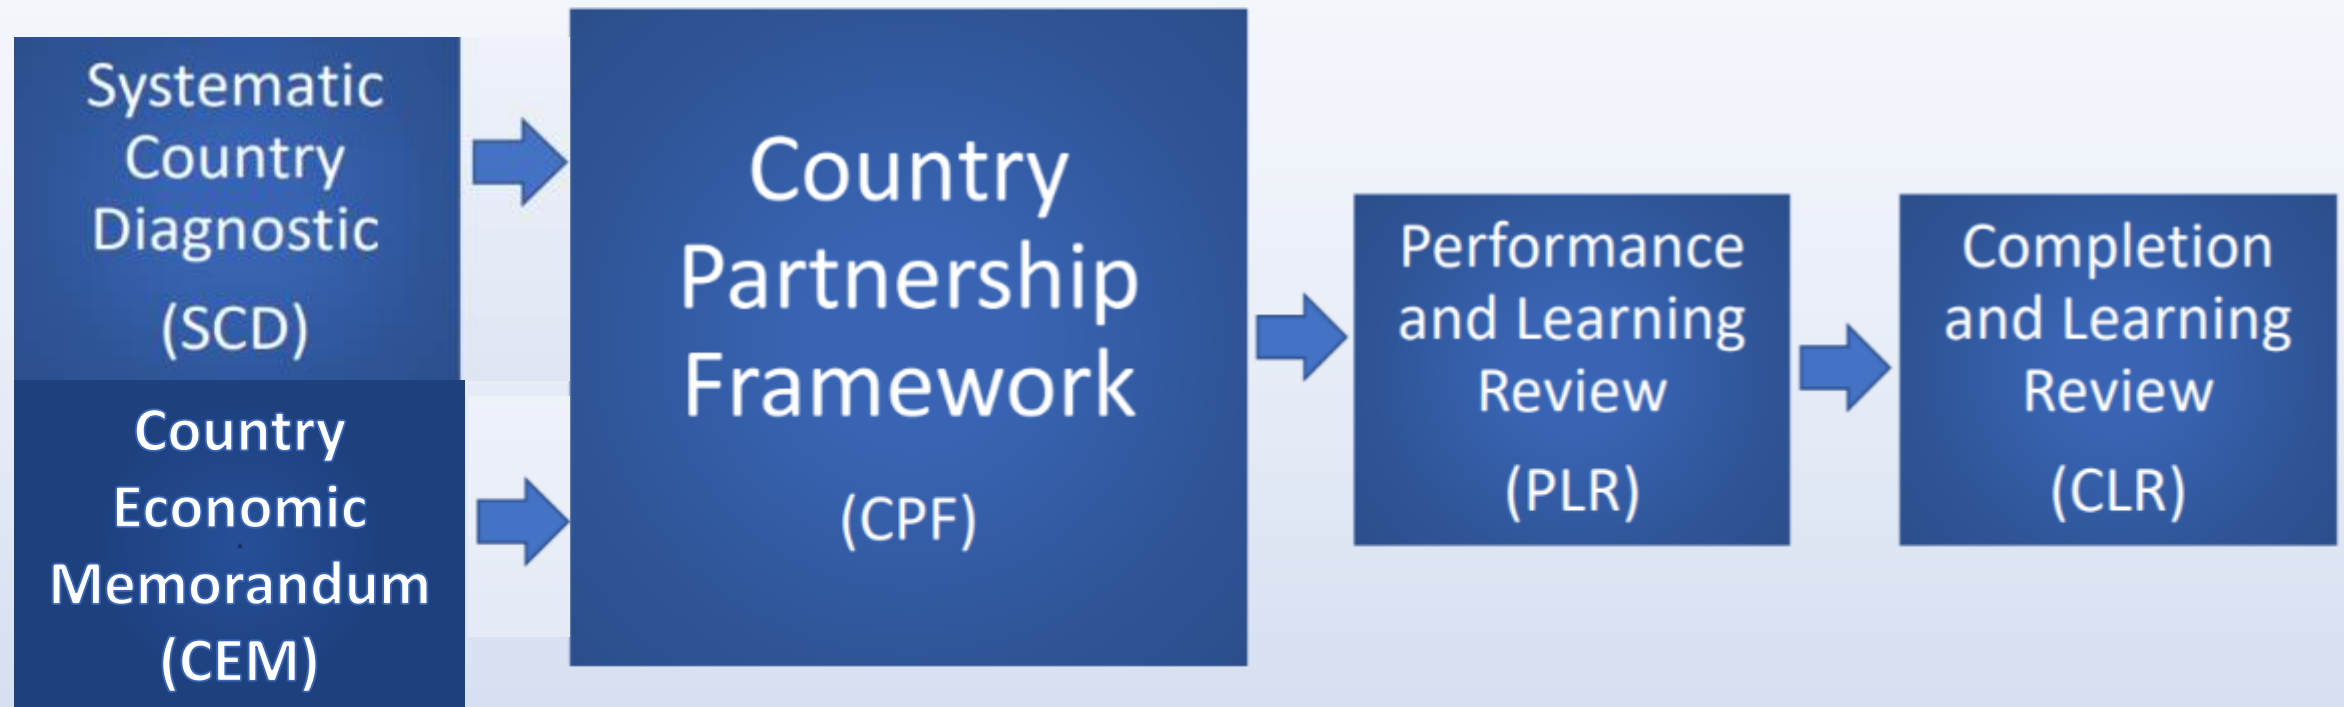 Systematic
Country
Diagnostic
(SCD)
Country
Economic
Memorandum
(CEM)
Country
Partnership
Framework
(CPF)
Performance
and Learning
Review
(PLR)
Completion
and Learning
Review
(CLR)